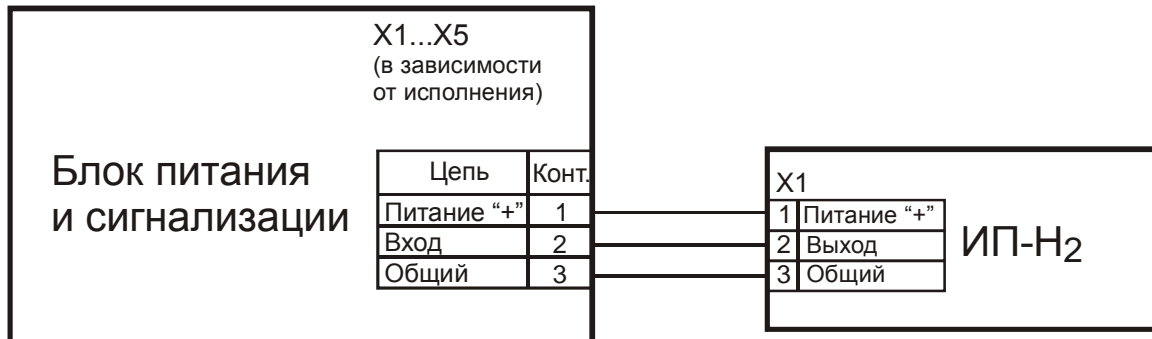 X1...X5
(в зависимости
от исполнения)
Блок питания
и сигнализации
Цепь Конт.
Питание “+” 1
Вход 2
Общий 3
X1
1 Питание “+”
2 Выход
3 Общий
ИП-Н2